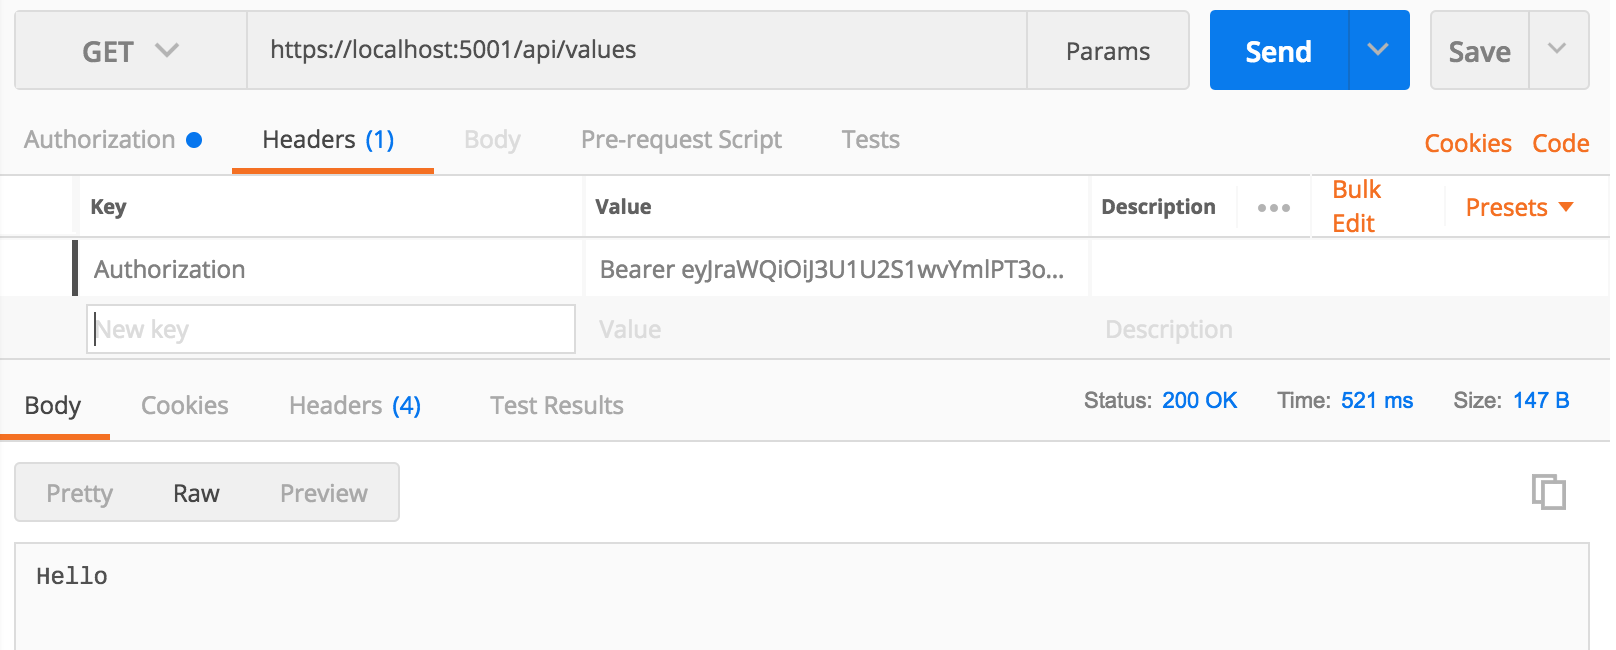 GET https://localhost:5001/api/values Params Send Save
Authorization Headers (1) Body Pre-request Script Tests Cookies Code
Key Value Description Bulk Edit Presets
Authorization Bearer eyJraWQiOiJ3U1U2S1wvYmlPT3o...
New key Value Description
Body Cookies Headers (4) Test Results Status: 200 OK Time: 521 ms Size: 147 B
Pretty Raw Preview
Hello